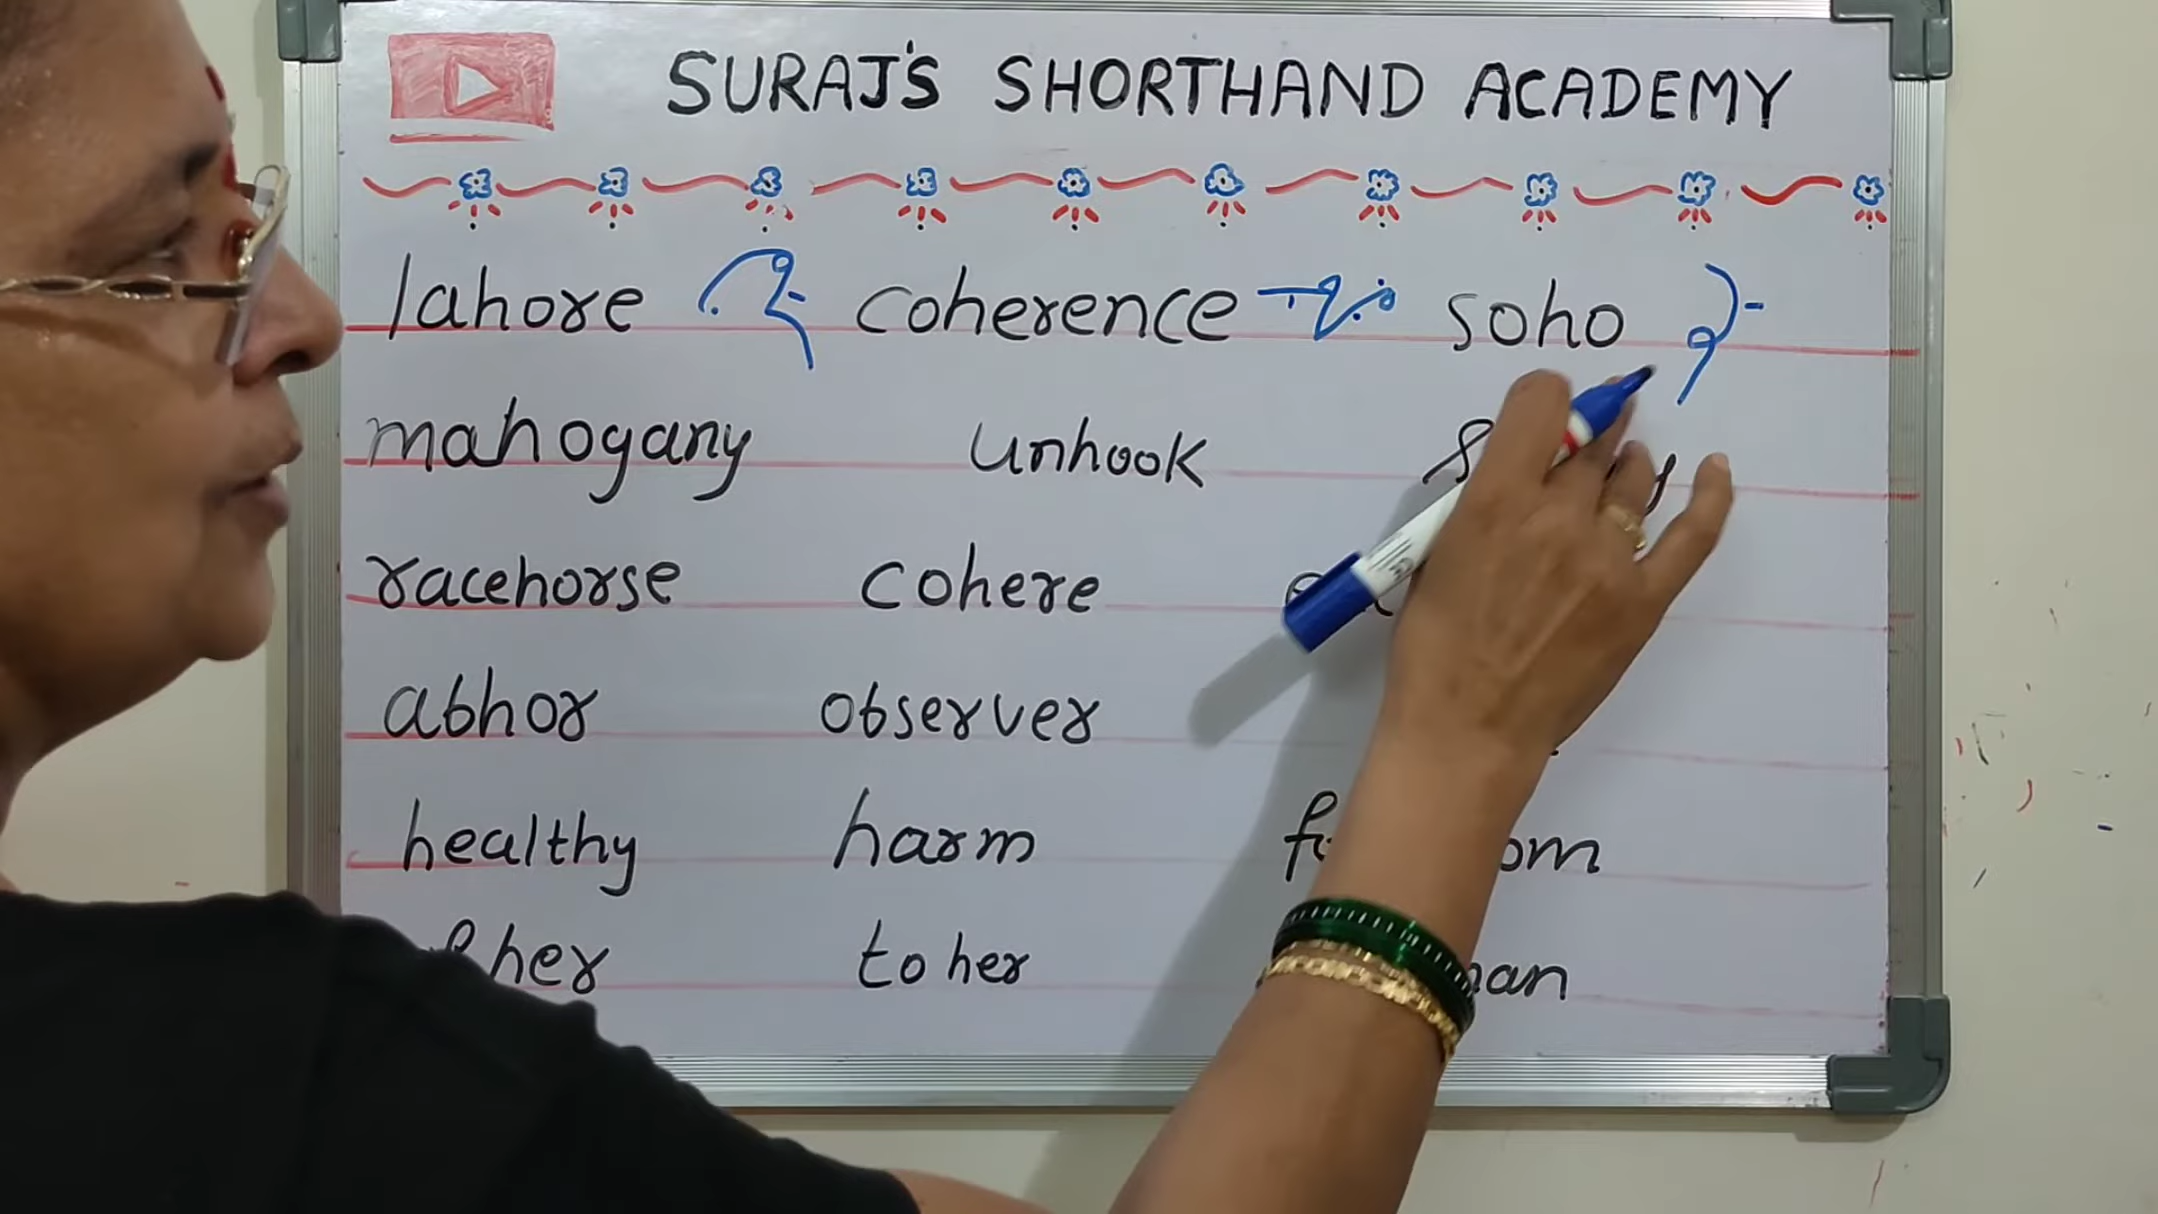 SURAJ'S SHORTHAND ACADEMY
lahore coherence soho
mahogany unhook
racehorse cohere
abhor observer
healthy harm
her to her